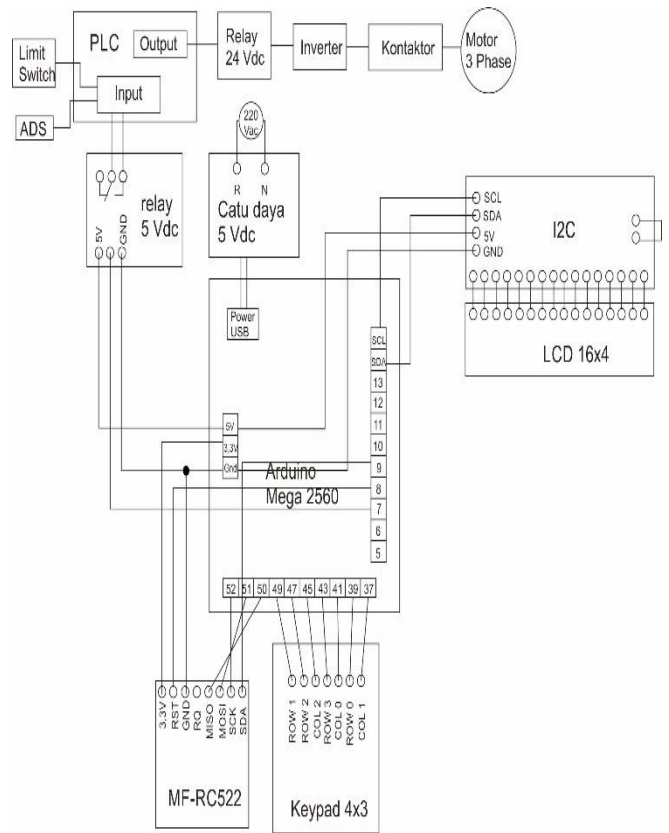 PLC
Output
Relay
24 Vdc
Inverter
Kontaktor
Motor
3 Phase
Limit
Switch
Input
ADS
220
Vac
R N
Catu daya
5 Vdc
relay
5 Vdc
5V
GND
SCL
SDA
5V
GND
I2C
LCD 16x4
Power
USB
SCL
SDA
13
12
11
10
9
8
7
6
5
5V
3,3V
Gnd
Arduino
Mega 2560
52 51 50 49 47 45 43 41 39 37
3.3V
RST
GND
RQ
MISO
MOSI
SCK
SDA
MF-RC522
ROW 1
ROW 2
COL 2
ROW 3
COL 0
ROW 0
COL 1
Keypad 4x3